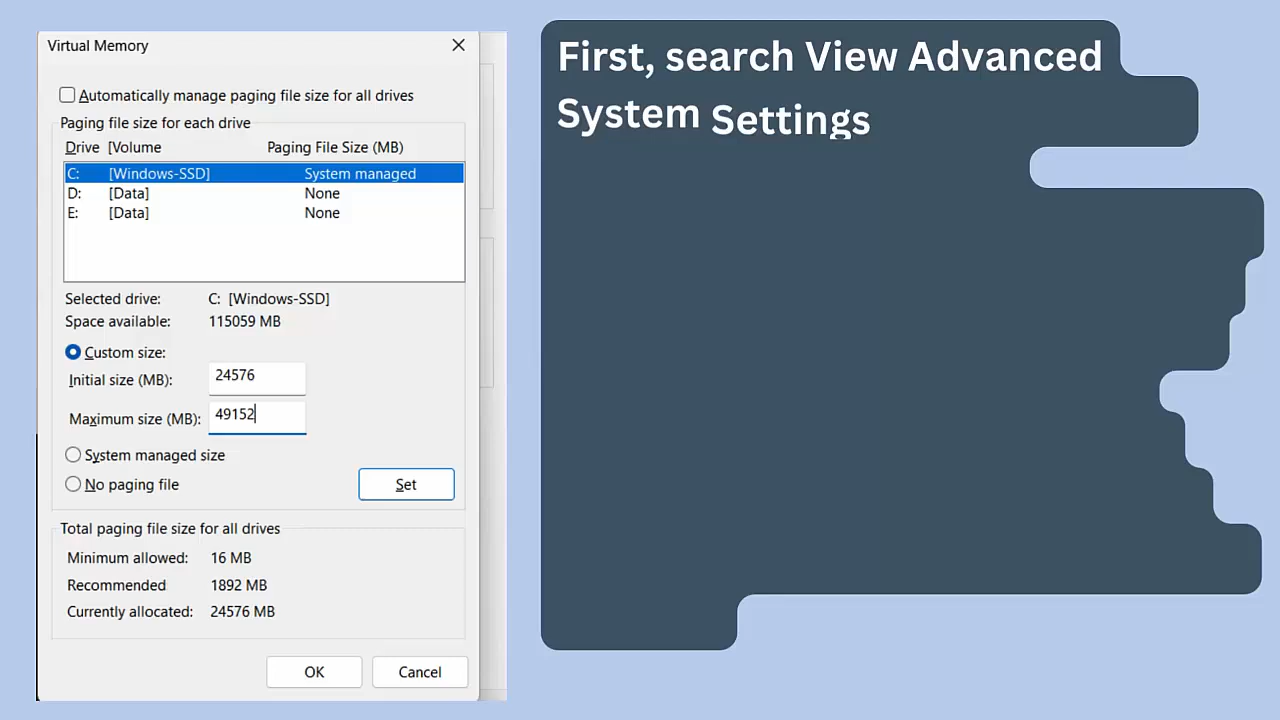 Virtual Memory
Automatically manage paging file size for all drives
Paging file size for each drive
Drive [Volume Paging File Size (MB)
C: [Windows-SSD] System managed
D: [Data] None
E: [Data] None
Selected drive: C: [Windows-SSD]
Space available: 115059 MB
Custom size:
Initial size (MB): 24576
Maximum size (MB): 49152
System managed size
No paging file Set
Total paging file size for all drives
Minimum allowed: 16 MB
Recommended 1892 MB
Currently allocated: 24576 MB
OK Cancel
First, search View Advanced
System Settings